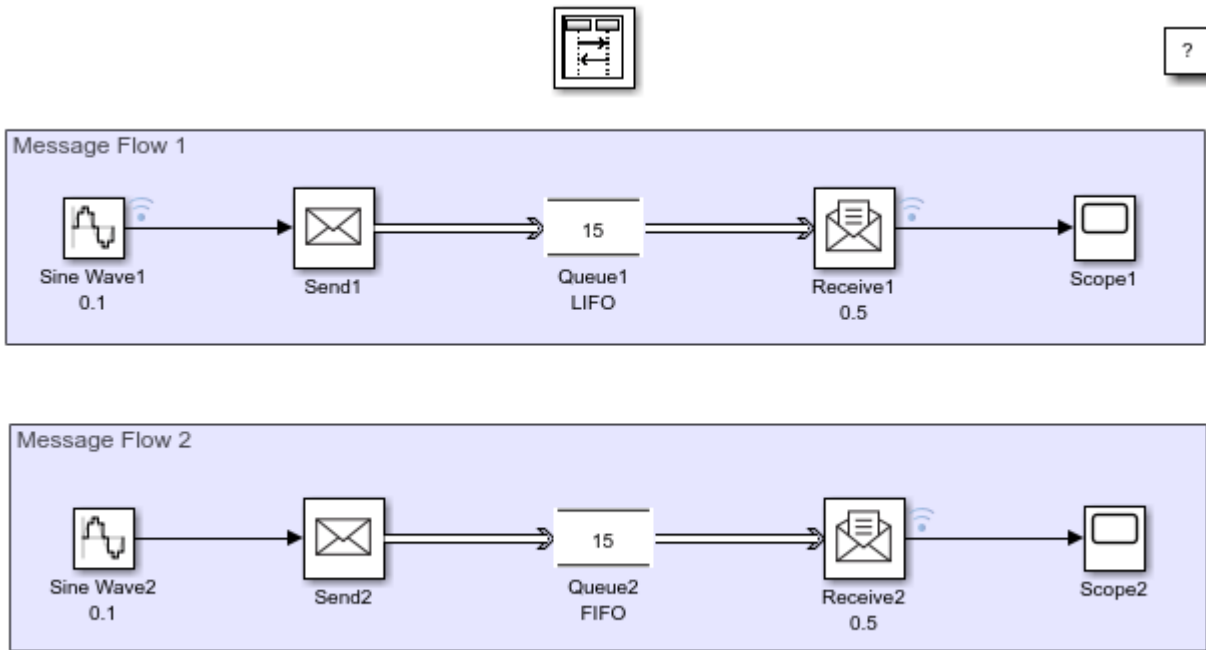 ?
Message Flow 1
15
Sine Wave1
0.1
Send1
Queue1
LIFO
Receive1
0.5
Scope1
Message Flow 2
15
Sine Wave2
0.1
Send2
Queue2
FIFO
Receive2
0.5
Scope2